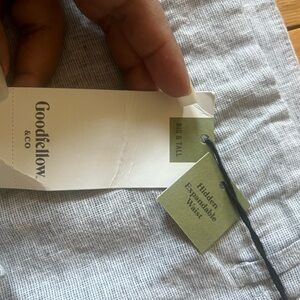 Goodfellow
& CO
BIG & TALL
Hidden
Expandable
Waist